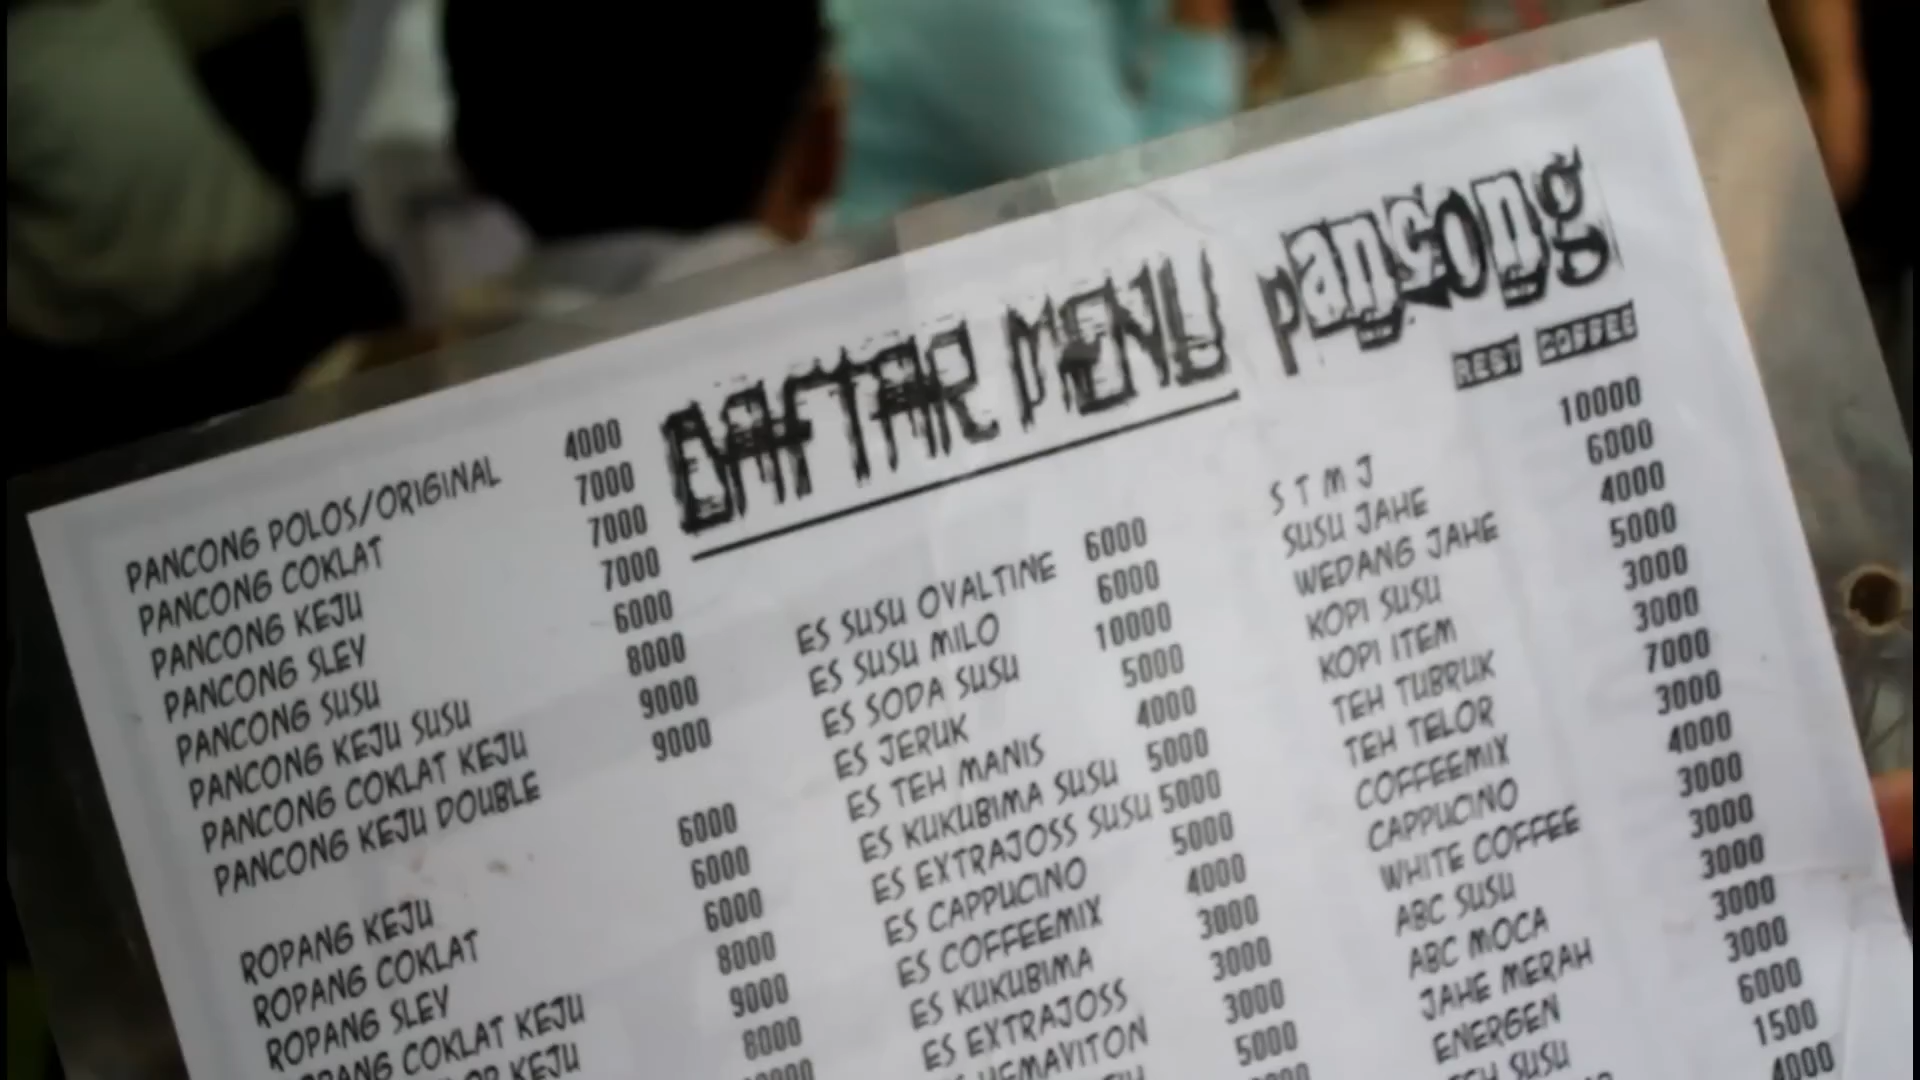 DAFTAR MENU pancong
REST COFFEE
PANCONG POLOS/ORIGINAL 4000
PANCONG COKLAT 7000
PANCONG KEJU 7000
PANCONG SLEY 7000
PANCONG SUSU 6000
PANCONG KEJU SUSU 8000
PANCONG COKLAT KEJU 9000
PANCONG KEJU DOUBLE 9000
ROPANG KEJU 6000
ROPANG COKLAT 6000
ROPANG SLEY 6000
COKLAT KEJU 8000
KEJU 9000
8000
ES SUSU OVALTINE 6000
ES SUSU MILO 6000
ES SODA SUSU 10000
ES JERUK 5000
ES TEH MANIS 4000
ES KUKUBIMA SUSU 5000
ES EXTRAJOSS SUSU 5000
ES CAPPUCINO 5000
ES COFFEEMIX 4000
ES KUKUBIMA 3000
ES EXTRAJOSS 3000
HEMAVITON 3000
5000
S T M J 10000
SUSU JAHE 6000
WEDANG JAHE 4000
KOPI SUSU 5000
KOPI ITEM 3000
TEH TUBRUK 3000
TEH TELOR 7000
COFFEEMIX 3000
CAPPUCINO 4000
WHITE COFFEE 3000
ABC SUSU 3000
ABC MOCA 3000
JAHE MERAH 3000
ENERGEN 3000
SUSU 6000
1500
4000